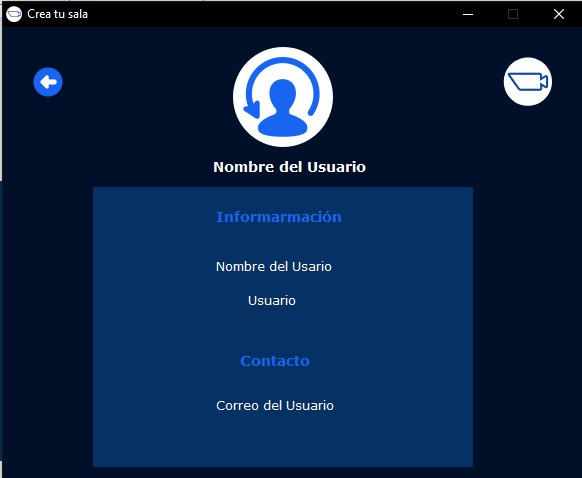 Crea tu sala
Nombre del Usuario
Informarmación
Nombre del Usario
Usuario
Contacto
Correo del Usuario